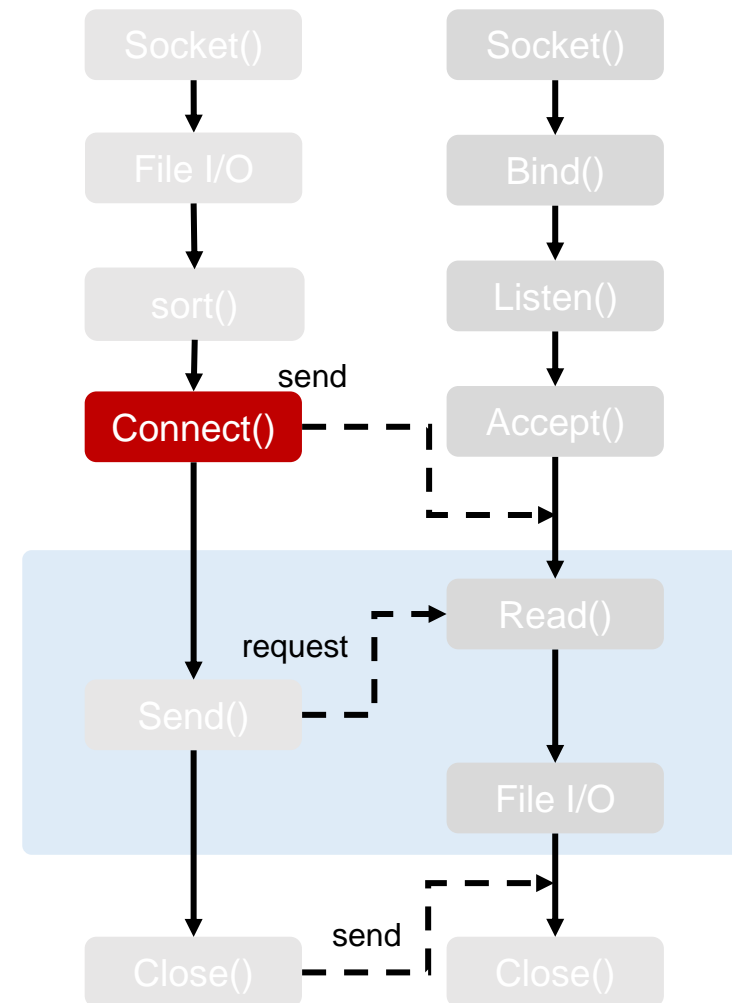 Socket()
Socket()
File I/O
Bind()
sort()
Listen()
send
Connect()
Accept()
Read()
request
Send()
File I/O
send
Close()
Close()